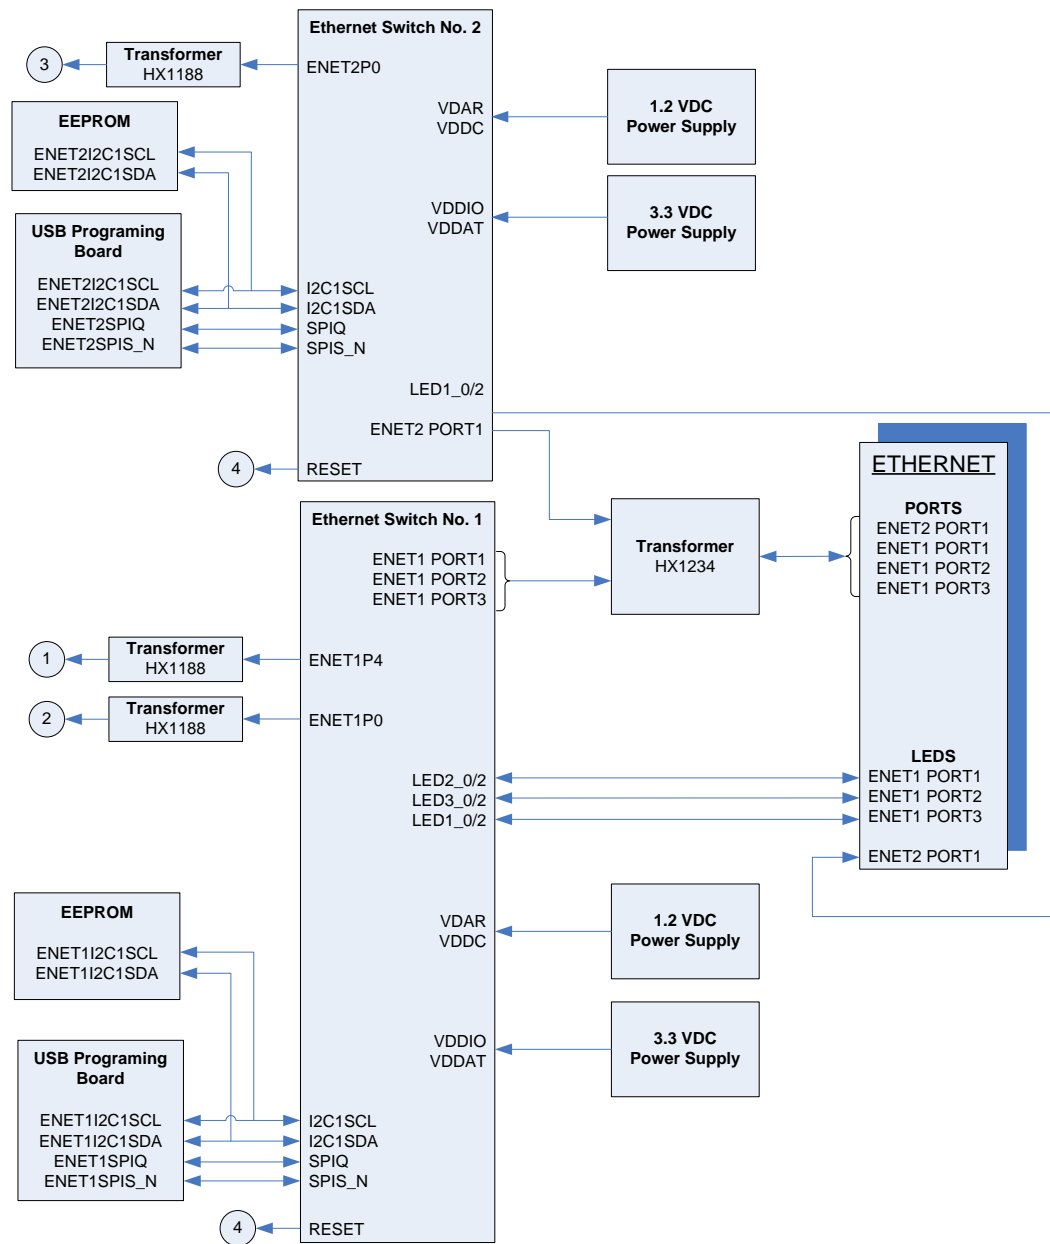 Ethernet Switch No. 2
3
Transformer
HX1188
ENET2P0
EEPROM
ENET2I2C1SCL
ENET2I2C1SDA
VDAR
VDDC
1.2 VDC
Power Supply
VDDIO
VDDAT
3.3 VDC
Power Supply
USB Programing
Board
ENET2I2C1SCL
ENET2I2C1SDA
ENET2SPIQ
ENET2SPIS_N
I2C1SCL
I2C1SDA
SPIQ
SPIS_N
LED1_0/2
ENET2 PORT1
4
RESET
Ethernet Switch No. 1
ENET1 PORT1
ENET1 PORT2
ENET1 PORT3
Transformer
HX1234
ETHERNET
PORTS
ENET2 PORT1
ENET1 PORT1
ENET1 PORT2
ENET1 PORT3
1
Transformer
HX1188
ENET1P4
2
Transformer
HX1188
ENET1P0
LED2_0/2
LED3_0/2
LED1_0/2
LEDS
ENET1 PORT1
ENET1 PORT2
ENET1 PORT3
ENET2 PORT1
EEPROM
ENET1I2C1SCL
ENET1I2C1SDA
VDAR
VDDC
1.2 VDC
Power Supply
VDDIO
VDDAT
3.3 VDC
Power Supply
USB Programing
Board
ENET1I2C1SCL
ENET1I2C1SDA
ENET1SPIQ
ENET1SPIS_N
I2C1SCL
I2C1SDA
SPIQ
SPIS_N
4
RESET